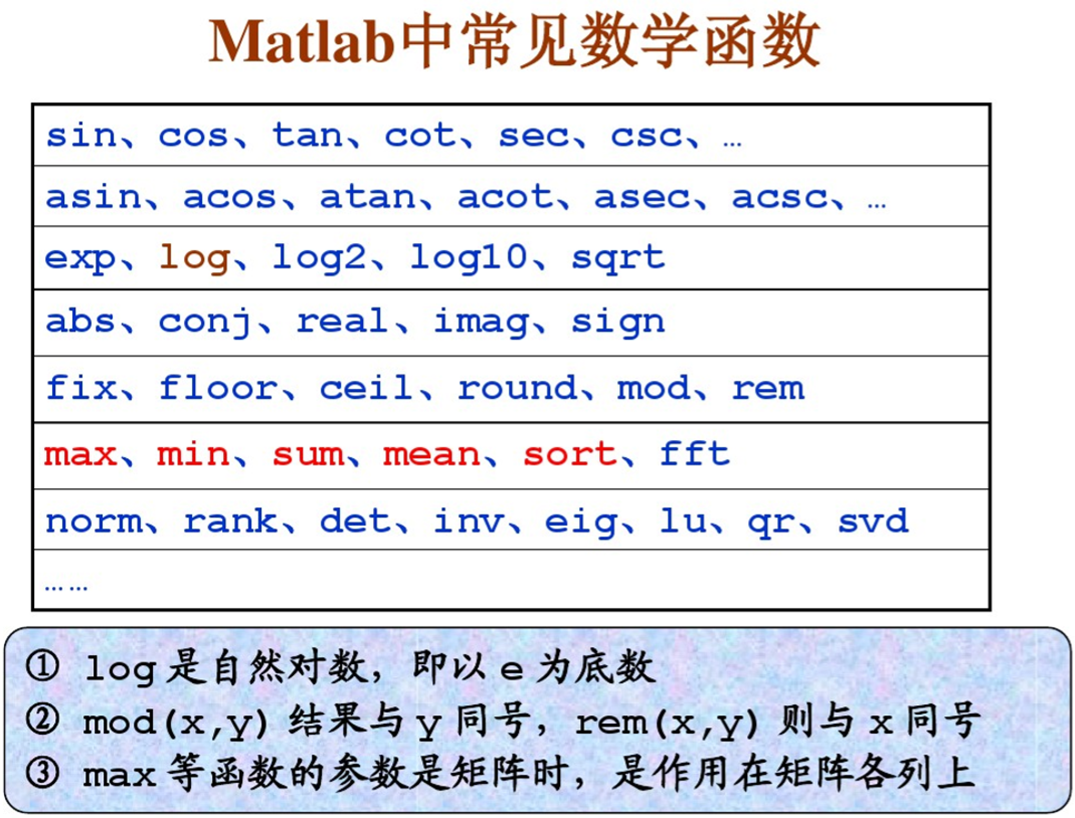 Matlab中常见数学函数
sin、cos、tan、cot、sec、csc、…
asin、acos、atan、acot、asec、acsc、…
exp、log、log2、log10、sqrt
abs、conj、real、imag、sign
fix、floor、ceil、round、mod、rem
max、min、sum、mean、sort、fft
norm、rank、det、inv、eig、lu、qr、svd
……
① log 是自然对数，即以 e 为底数
② mod(x,y) 结果与 y 同号，rem(x,y) 则与 x 同号
③ max 等函数的参数是矩阵时，是作用在矩阵各列上